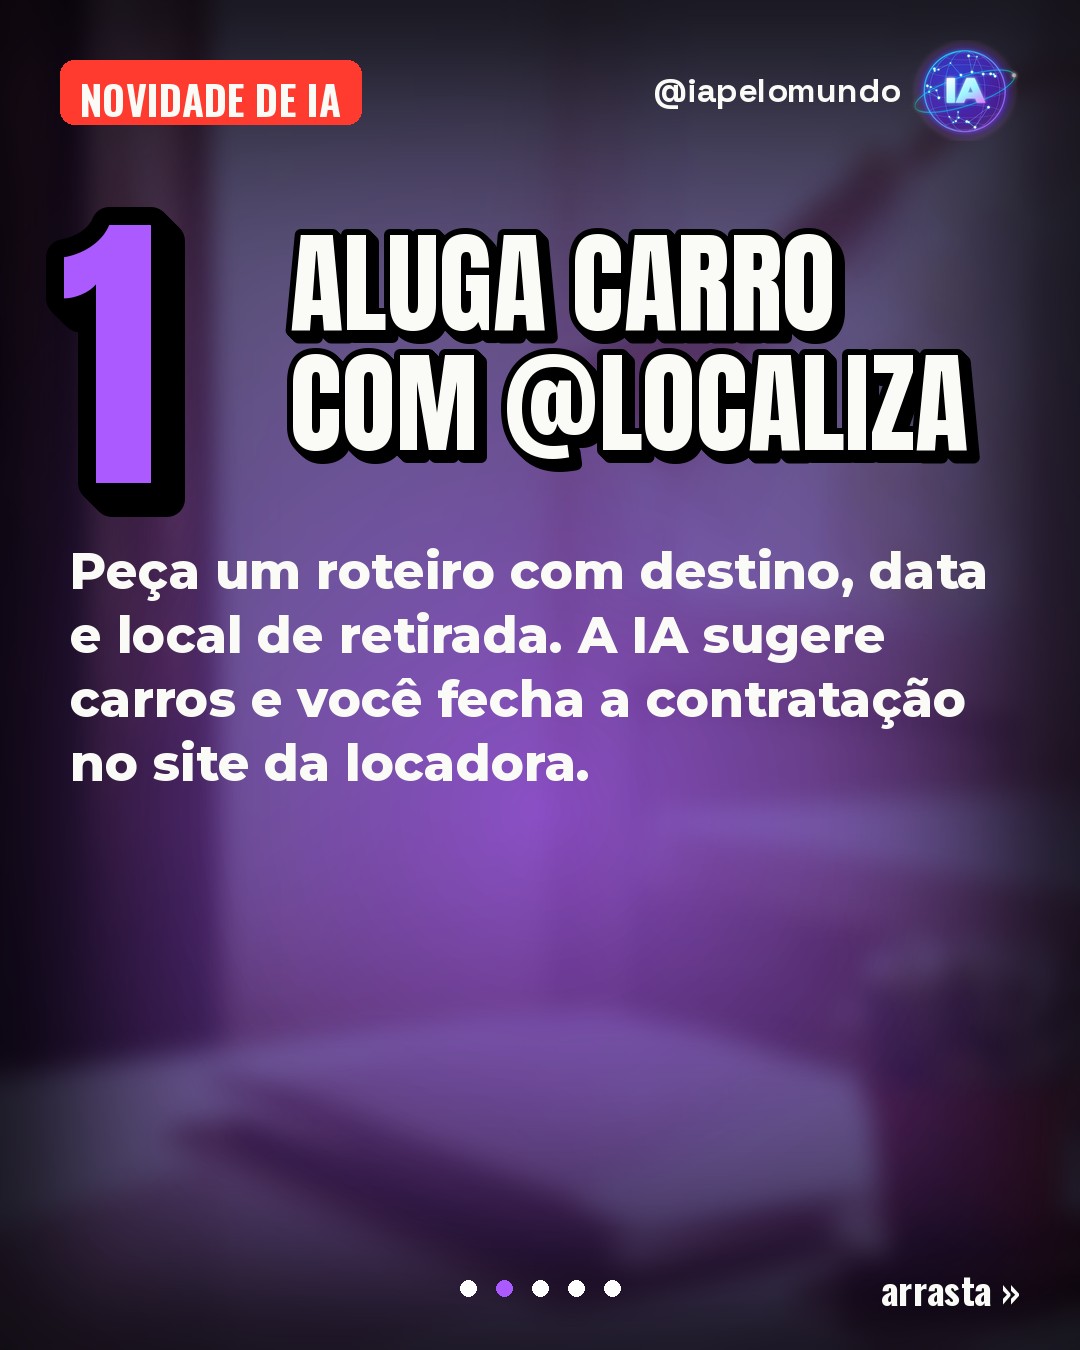 NOVIDADE DE IA
@iapelomundo
IA
1
ALUGA CARRO
COM @LOCALIZA
Peça um roteiro com destino, data
e local de retirada. A IA sugere
carros e você fecha a contratação
no site da locadora.
arrasta »